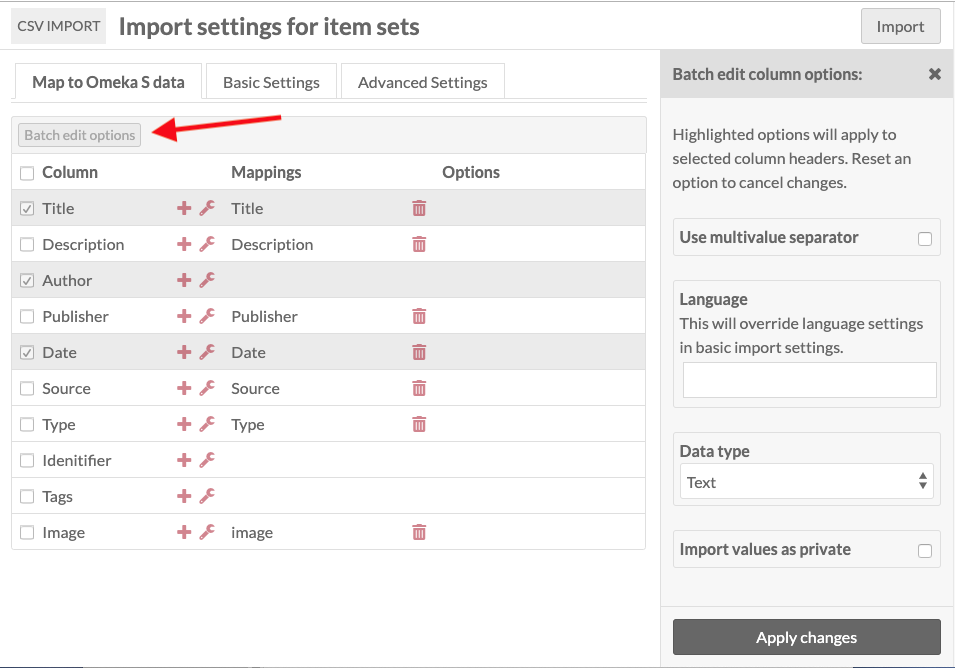 CSV IMPORT Import settings for item sets Import
Map to Omeka S data Basic Settings Advanced Settings
Batch edit options
Column Mappings Options
Title Title
Description Description
Author
Publisher Publisher
Date Date
Source Source
Type Type
Idenitifier
Tags
Image image
Batch edit column options:
Highlighted options will apply to
selected column headers. Reset an
option to cancel changes.
Use multivalue separator
Language
This will override language settings
in basic import settings.
Data type
Text
Import values as private
Apply changes